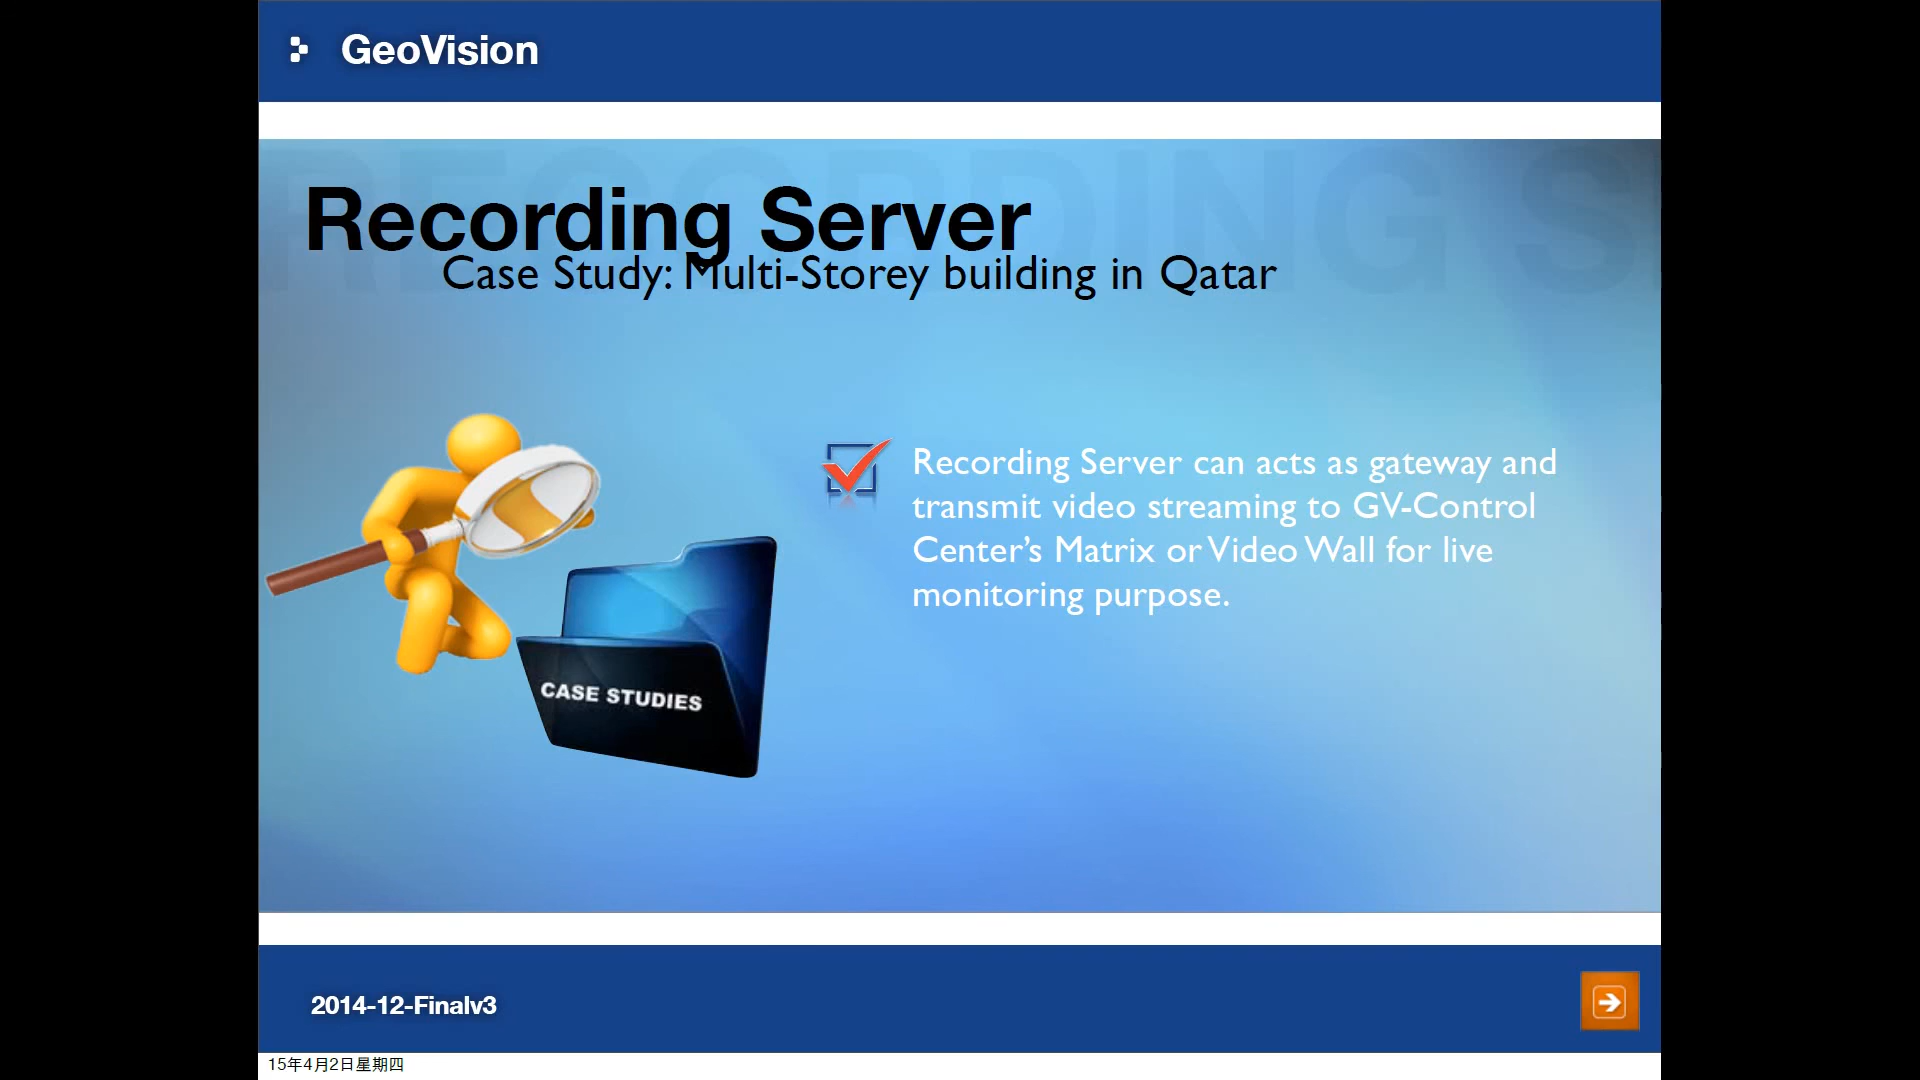 GeoVision
RECORDING S
Recording Server
Case Study: Multi-Storey building in Qatar
Recording Server can acts as gateway and
transmit video streaming to GV-Control
Center’s Matrix or Video Wall for live
monitoring purpose.
CASE STUDIES
2014-12-Finalv3
15年4月2日星期四